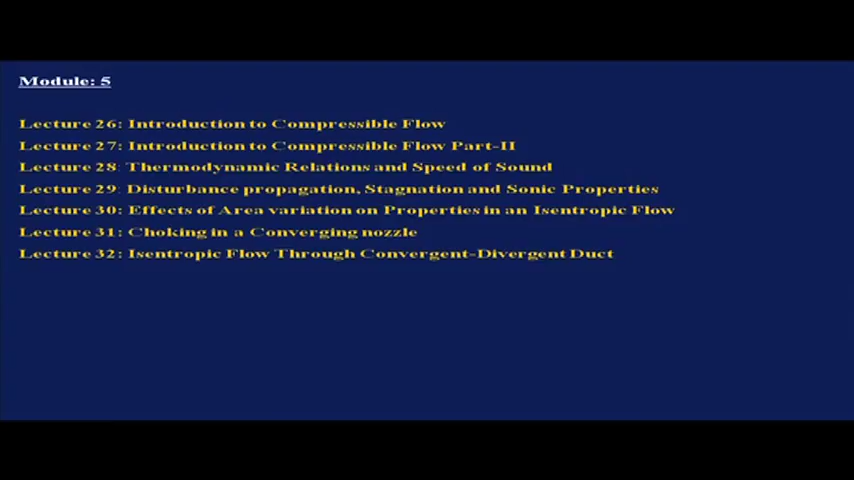 Module: 5
Lecture 26: Introduction to Compressible Flow
Lecture 27: Introduction to Compressible Flow Part-II
Lecture 28: Thermodynamic Relations and Speed of Sound
Lecture 29: Disturbance propagation, Stagnation and Sonic Properties
Lecture 30: Effects of Area variation on Properties in an Isentropic Flow
Lecture 31: Choking in a Converging nozzle
Lecture 32: Isentropic Flow Through Convergent-Divergent Duct